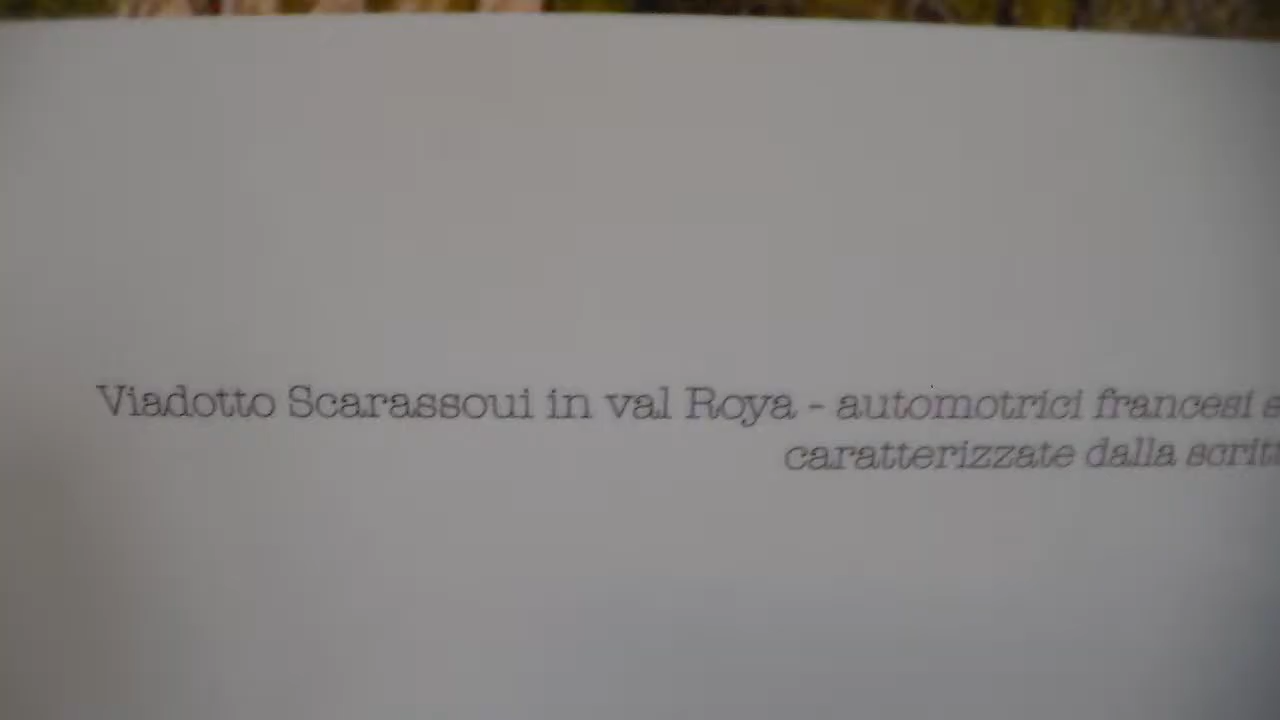 Viadotto Scarassoui in val Roya - automotrici francesi
caratterizzate dalla